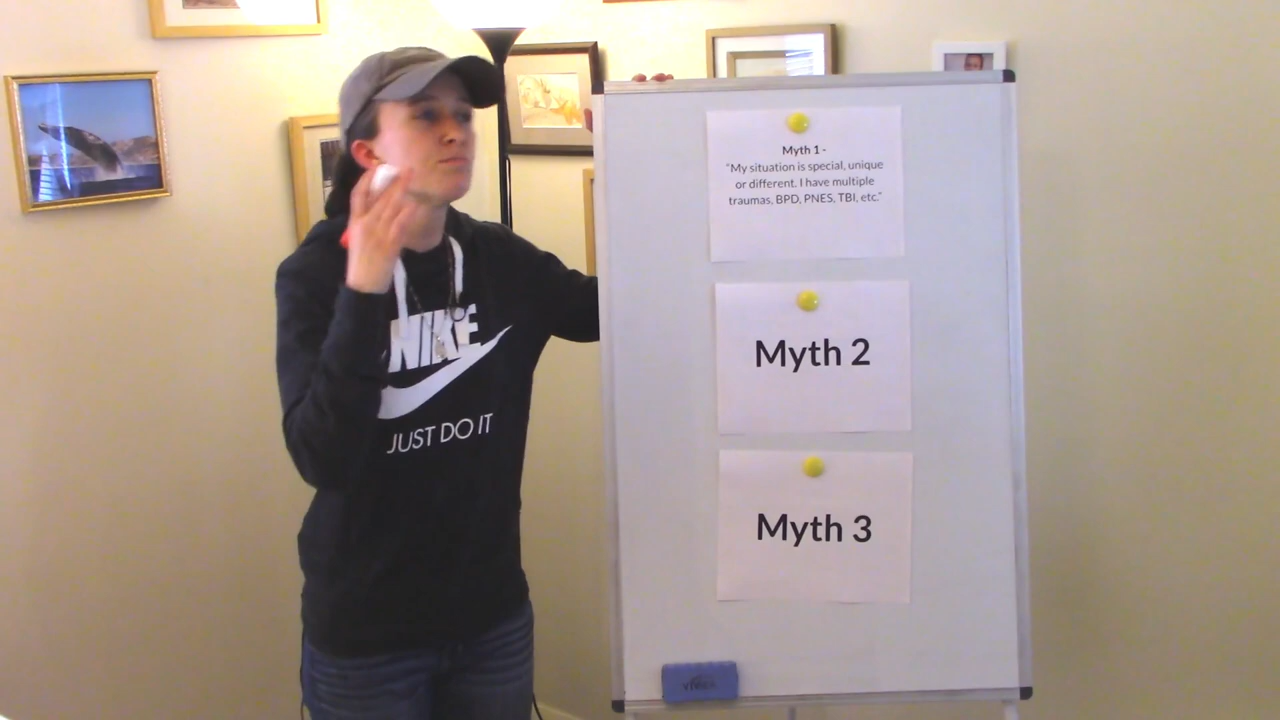 NIKE
JUST DO IT
Myth 1 -
"My situation is special, unique
or different. I have multiple
traumas, BPD, PNES, TBI, etc."
Myth 2
Myth 3